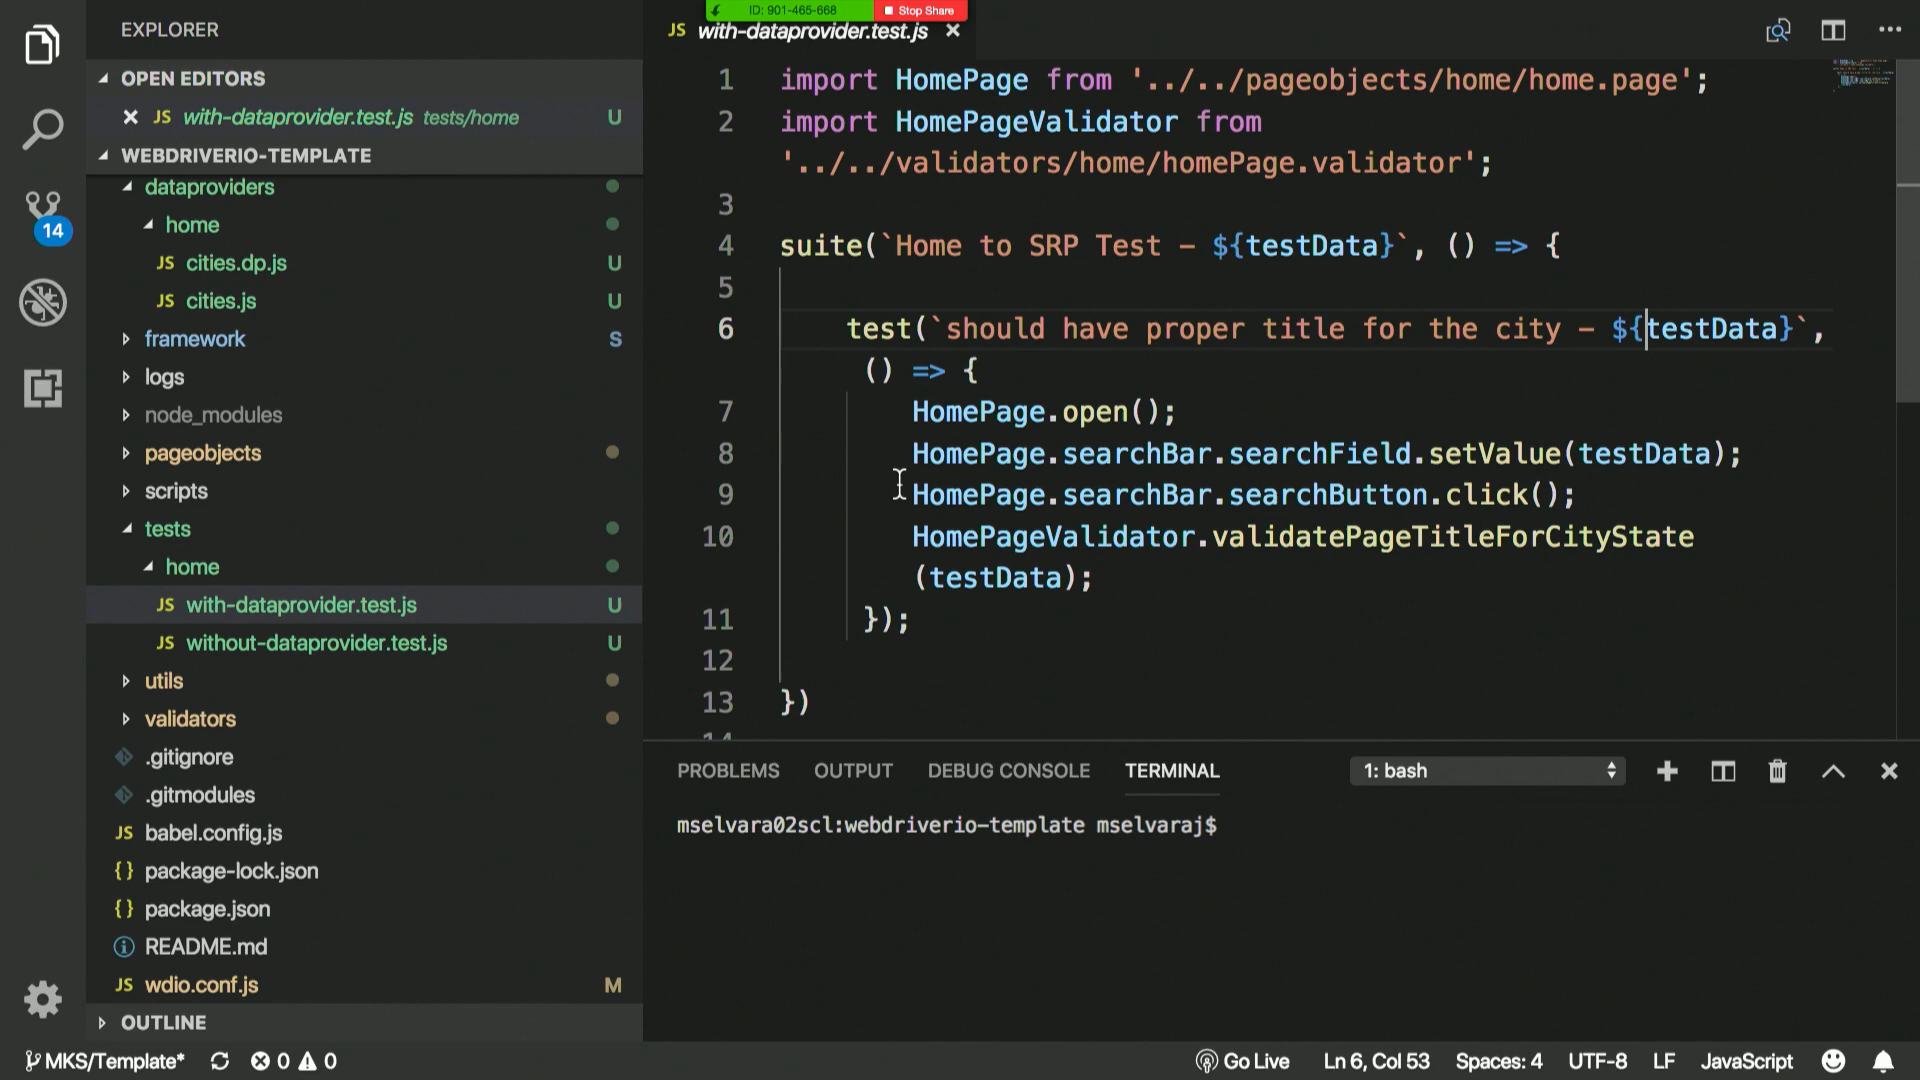 ID: 901-465-668
Stop Share
EXPLORER
OPEN EDITORS
JS with-dataprovider.test.js tests/home U
WEBDRIVERIO-TEMPLATE
dataproviders
home
JS cities.dp.js U
JS cities.js U
framework S
logs
node_modules
pageobjects
scripts
tests
home
JS with-dataprovider.test.js U
JS without-dataprovider.test.js U
utils
validators
.gitignore
.gitmodules
JS babel.config.js
{} package-lock.json
{} package.json
README.md
JS wdio.conf.js M
OUTLINE
14
JS with-dataprovider.test.js
1 import HomePage from '../../pageobjects/home/home.page';
2 import HomePageValidator from
'../../validators/home/homePage.validator';
3
4 suite(`Home to SRP Test – ${testData}`, () => {
5
6 test(`should have proper title for the city – ${testData}`,
() => {
7 HomePage.open();
8 HomePage.searchBar.searchField.setValue(testData);
9 HomePage.searchBar.searchButton.click();
10 HomePageValidator.validatePageTitleForCityState
(testData);
11 });
12
13 })
14
PROBLEMS OUTPUT DEBUG CONSOLE TERMINAL 1: bash
mselvara02scl:webdriverio-template mselvaraj$
MKS/Template* 0 0 Go Live Ln 6, Col 53 Spaces: 4 UTF-8 LF JavaScript